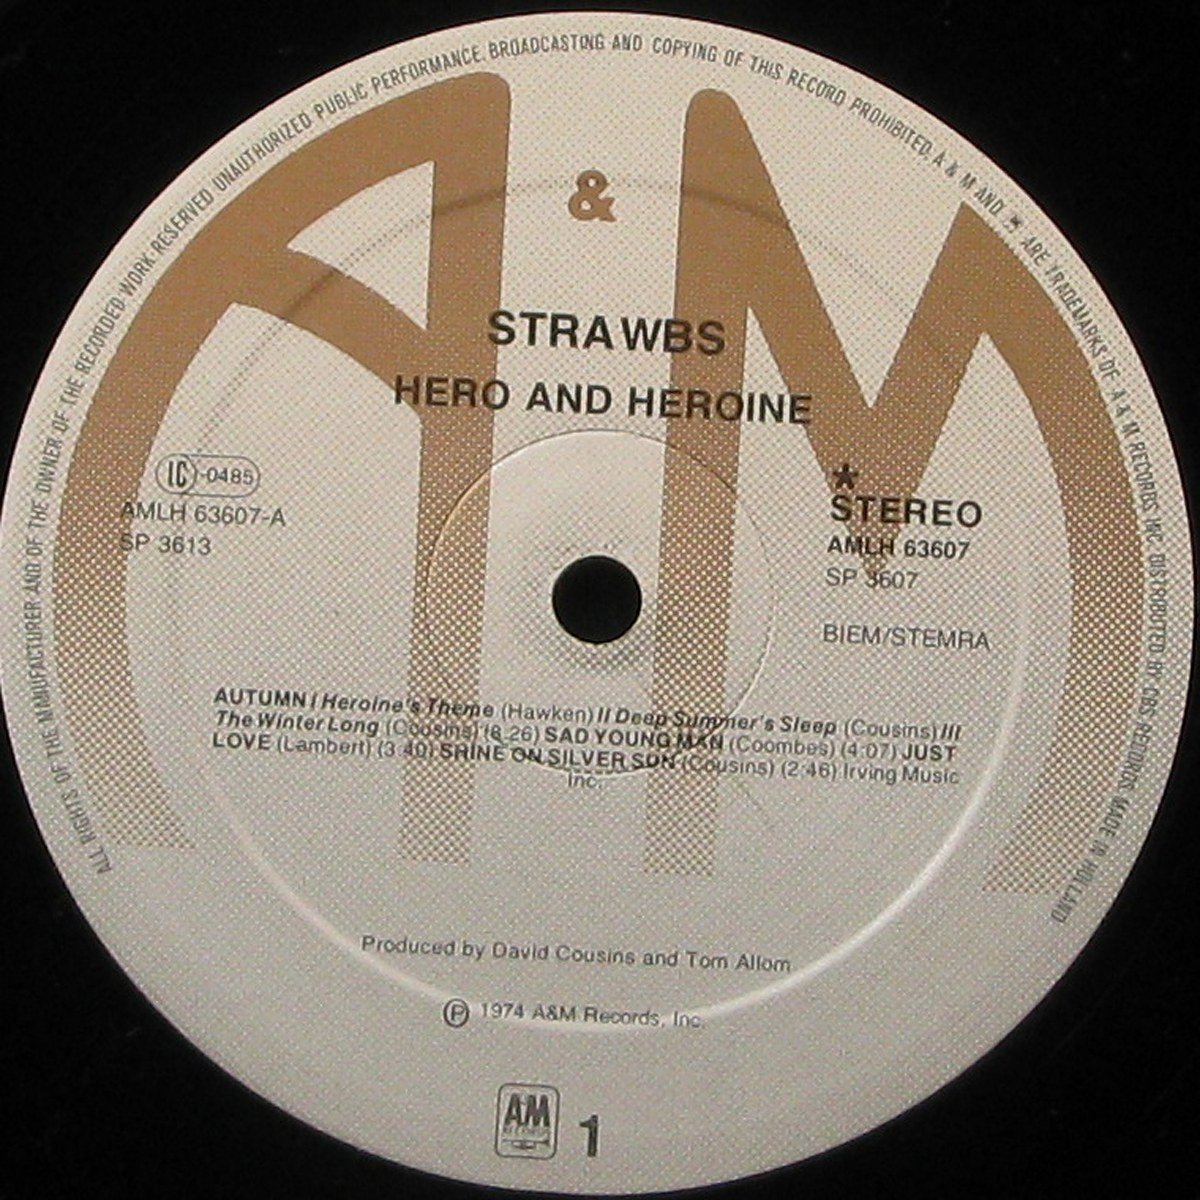 ALL RIGHTS OF THE MANUFACTURER AND OF THE OWNER OF THE RECORDED WORK RESERVED UNAUTHORIZED PUBLIC PERFORMANCE, BROADCASTING AND COPYING OF THIS RECORD PROHIBITED. A & M AND ARE TRADEMARKS OF A & M RECORDS, INC. DISTRIBUTED BY CBS RECORDS MADE IN HOLLAND
A & M
STRAWBS
HERO AND HEROINE
LC-0485
AMLH 63607-A
SP 3613
★
STEREO
AMLH 63607
SP 3607
BIEM/STEMRA
AUTUMN I Heroine's Theme (Hawken) II Deep Summer's Sleep (Cousins) III
The Winter Long (Cousins) (8.26) SAD YOUNG MAN (Coombes) (4:07) JUST
LOVE (Lambert) (3.40) SHINE ON SILVER SUN (Cousins) (2:46) Irving Music
Inc.
Produced by David Cousins and Tom Allom
Ⓟ 1974 A&M Records, Inc.
A&M
RECORDS
1